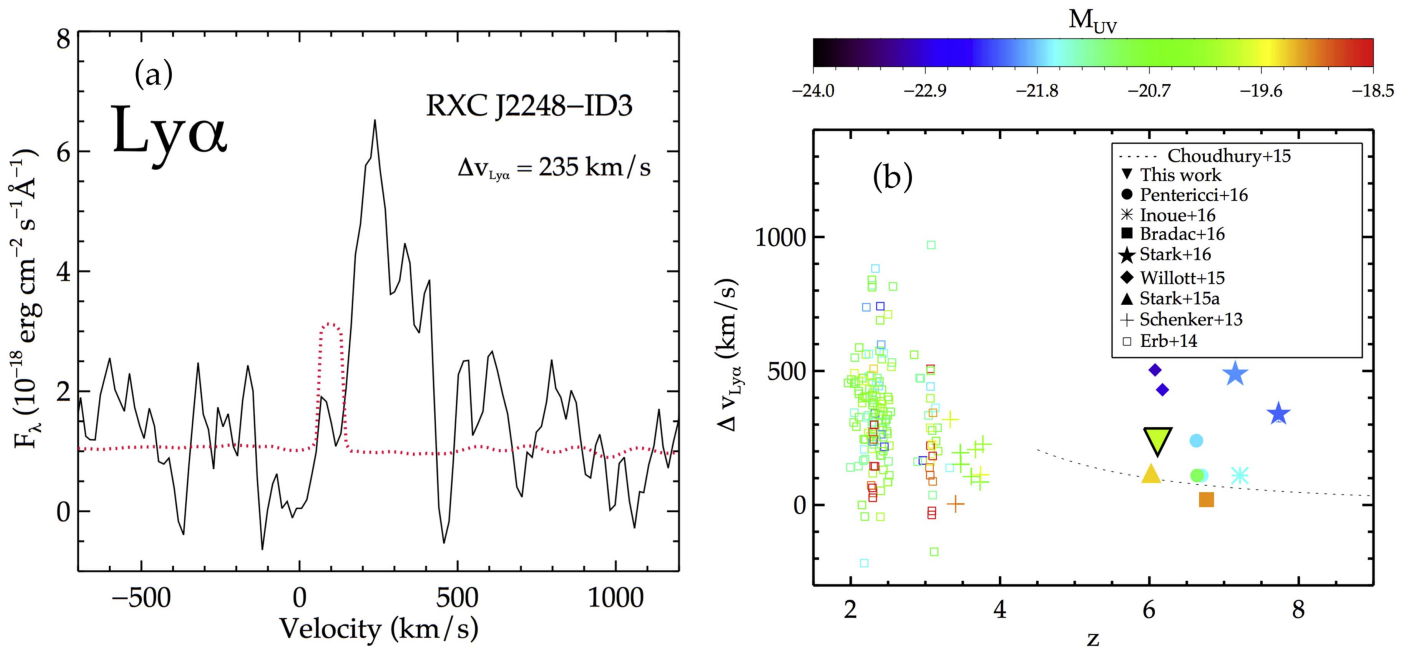 (a)
Lyα
RXC J2248−ID3
Δv_Lyα = 235 km/s
8
6
4
2
0
F_λ (10⁻¹⁸ erg cm⁻² s⁻¹ Å⁻¹)
−500 0 500 1000
Velocity (km/s)
M_UV
−24.0 −22.9 −21.8 −20.7 −19.6 −18.5
(b)
Choudhury+15
This work
Pentericci+16
Inoue+16
Bradac+16
Stark+16
Willott+15
Stark+15a
Schenker+13
Erb+14
1000
500
0
Δ v_Lyα (km/s)
2 4 6 8
z